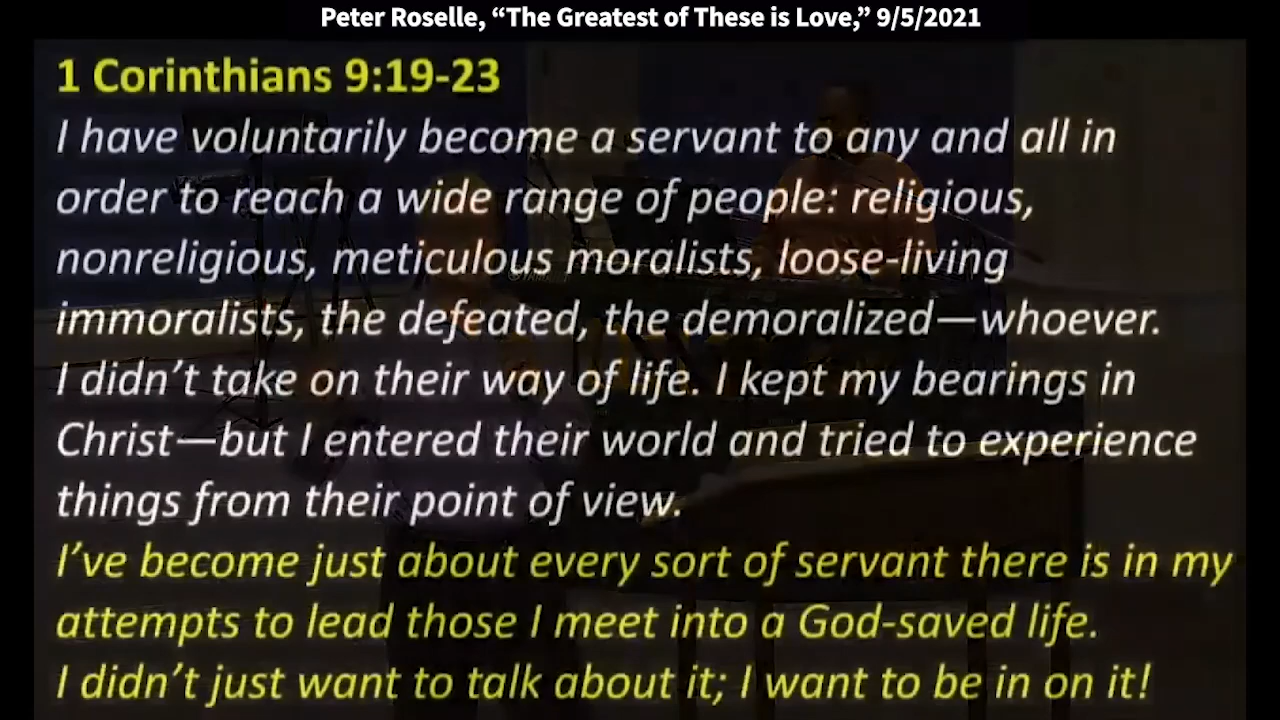 Peter Roselle, “The Greatest of These is Love,” 9/5/2021
1 Corinthians 9:19-23
I have voluntarily become a servant to any and all in
order to reach a wide range of people: religious,
nonreligious, meticulous moralists, loose-living
immoralists, the defeated, the demoralized—whoever.
I didn’t take on their way of life. I kept my bearings in
Christ—but I entered their world and tried to experience
things from their point of view.
I’ve become just about every sort of servant there is in my
attempts to lead those I meet into a God-saved life.
I didn’t just want to talk about it; I want to be in on it!